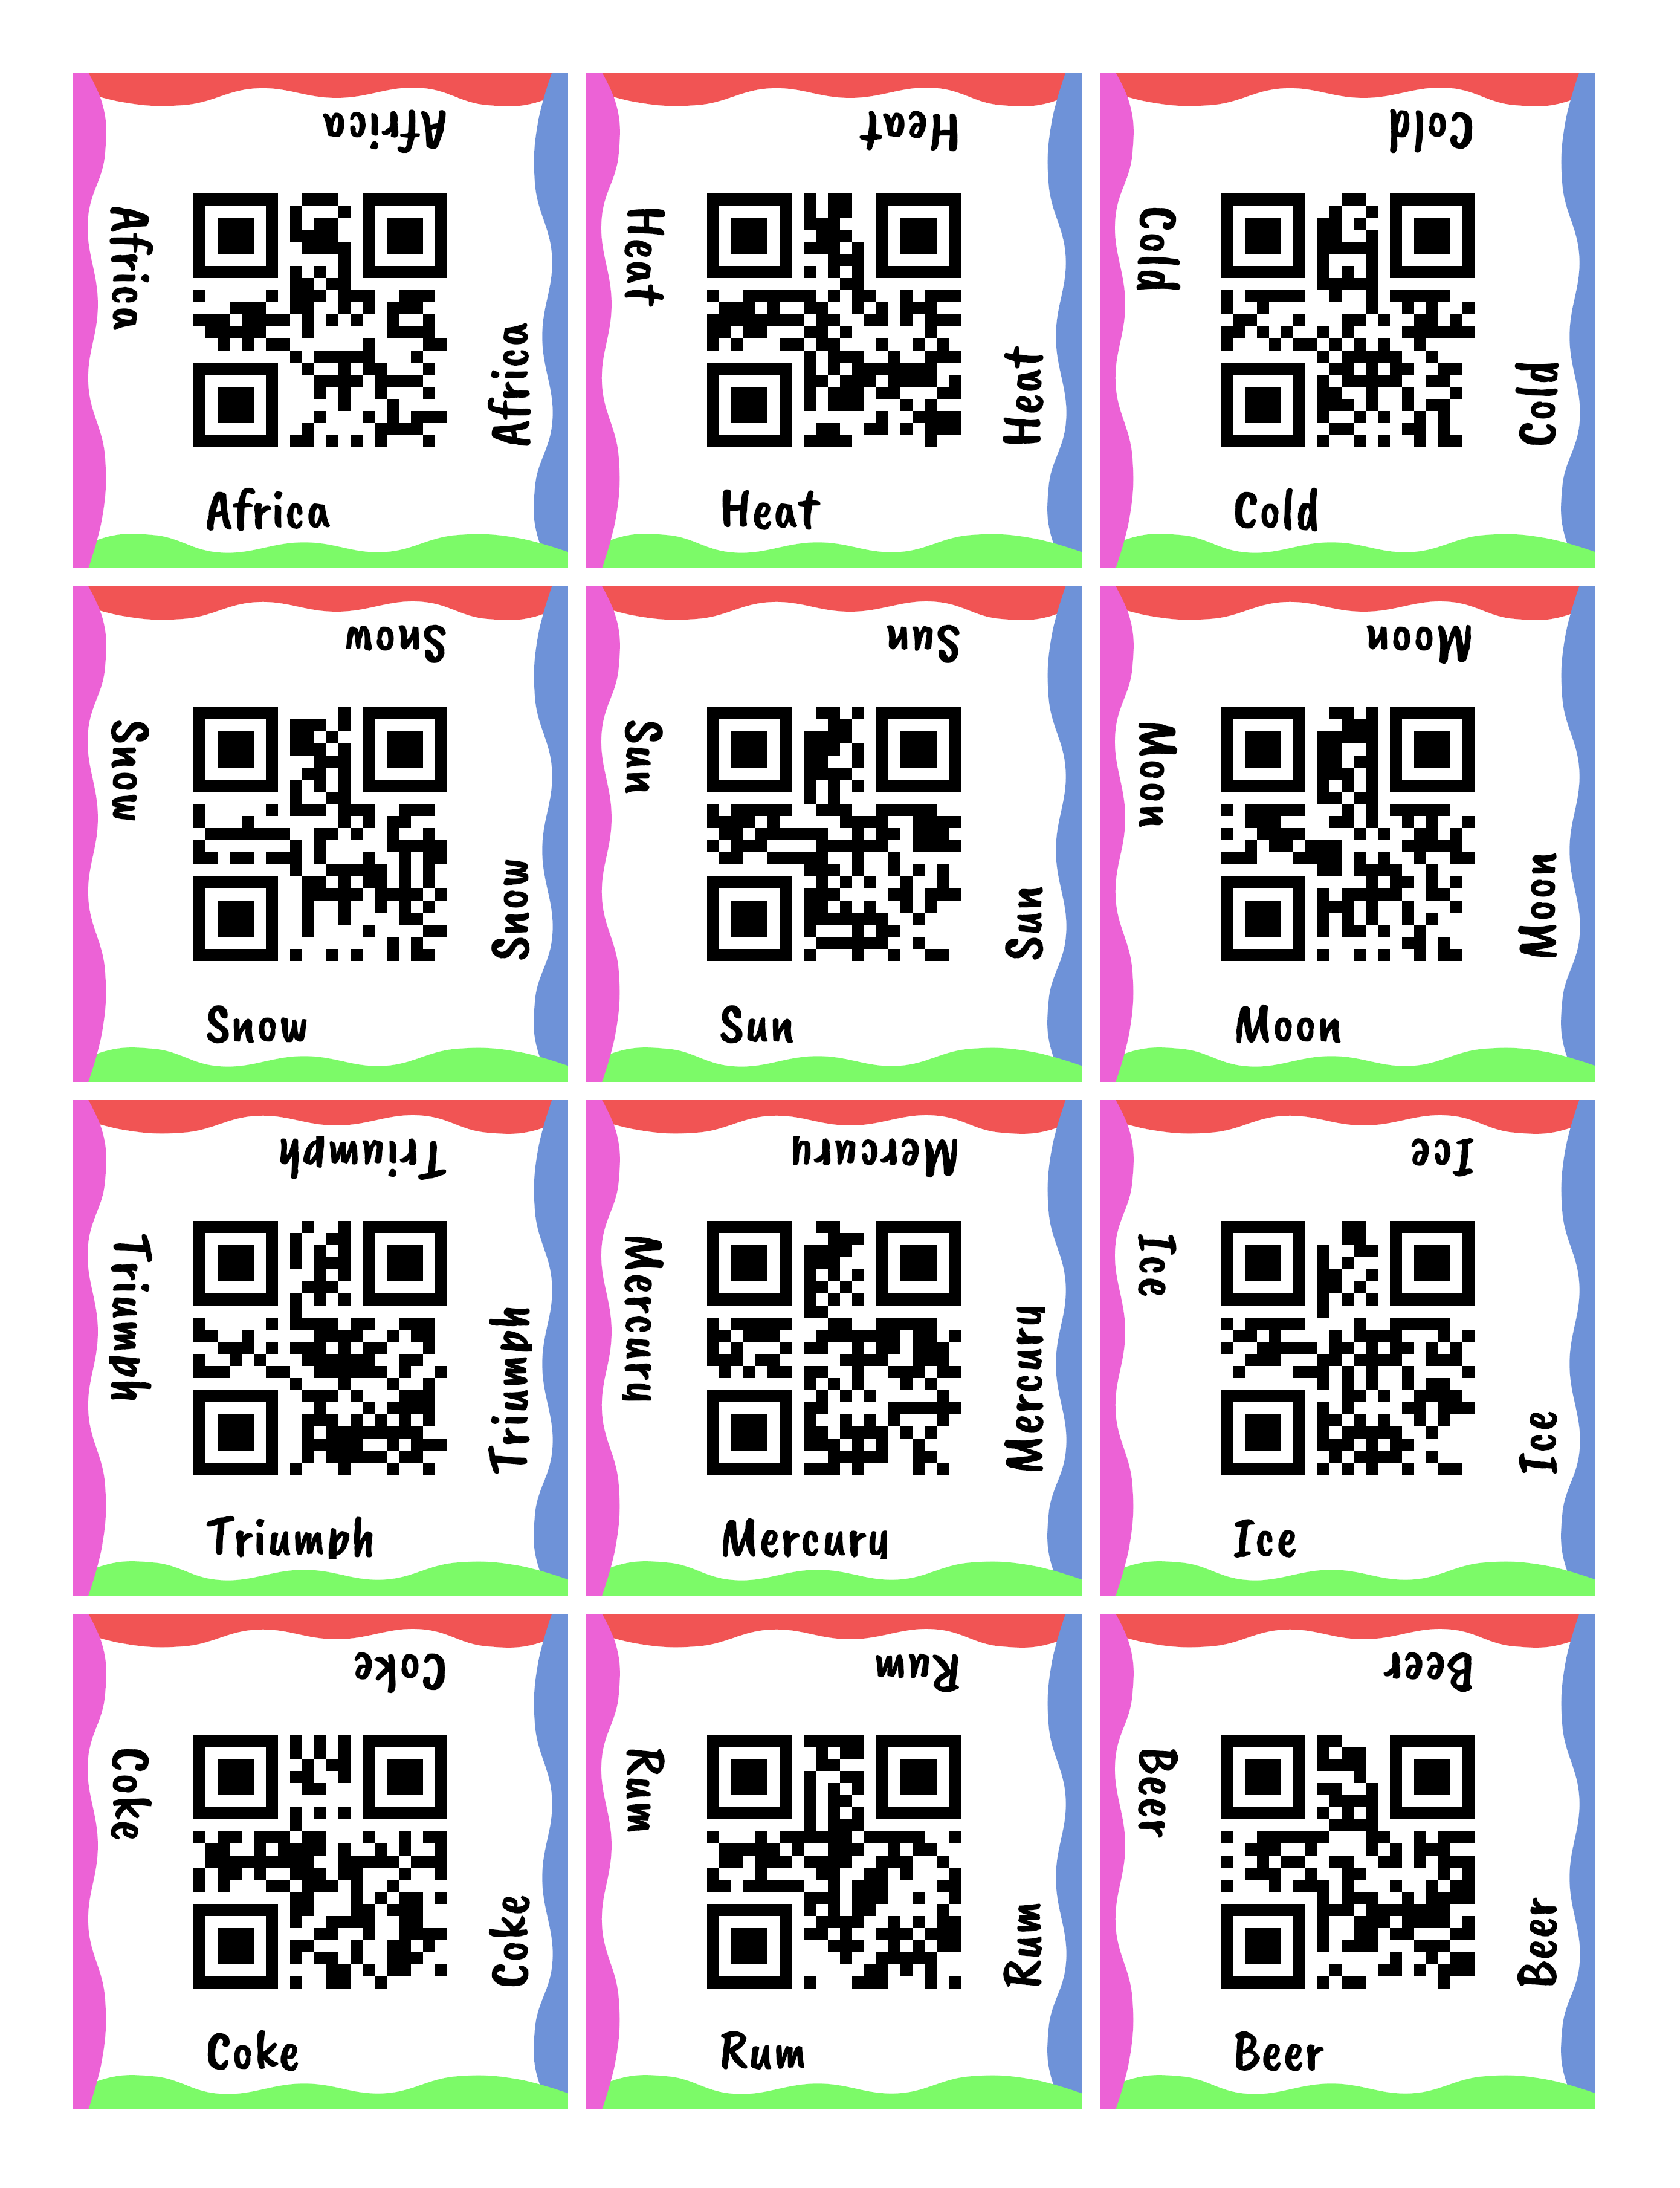 Africa
Africa
Africa
Africa
Heat
Heat
Heat
Heat
Cold
Cold
Cold
Cold
Snow
Snow
Snow
Snow
Sun
Sun
Sun
Sun
Moon
Moon
Moon
Moon
Triumph
Triumph
Triumph
Triumph
Mercury
Mercury
Mercury
Mercury
Ice
Ice
Ice
Ice
Coke
Coke
Coke
Coke
Rum
Rum
Rum
Rum
Beer
Beer
Beer
Beer